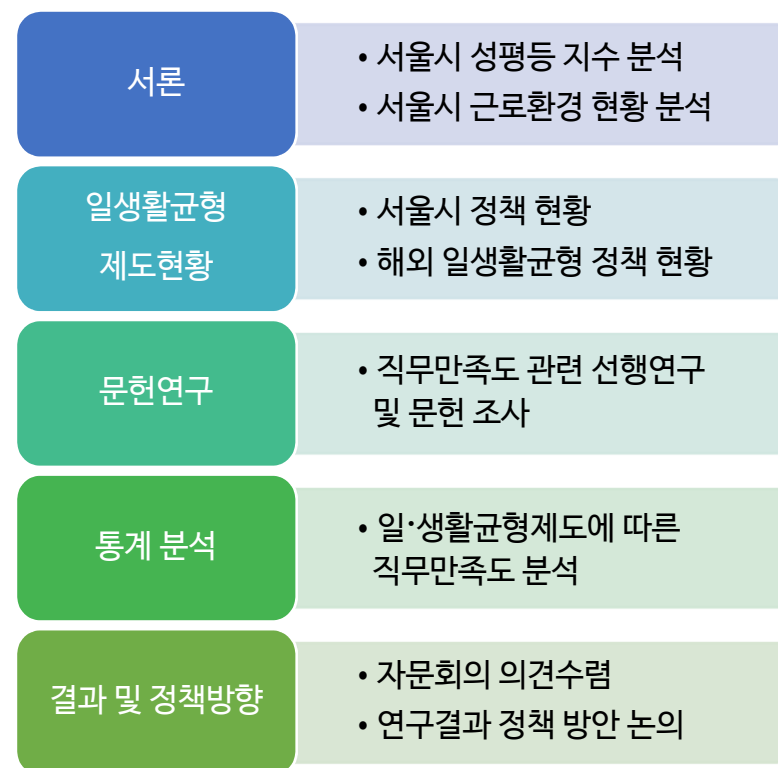 서론
• 서울시 성평등 지수 분석
• 서울시 근로환경 현황 분석
일생활균형
제도현황
• 서울시 정책 현황
• 해외 일생활균형 정책 현황
문헌연구
• 직무만족도 관련 선행연구
및 문헌 조사
통계 분석
• 일·생활균형제도에 따른
직무만족도 분석
결과 및 정책방향
• 자문회의 의견수렴
• 연구결과 정책 방안 논의